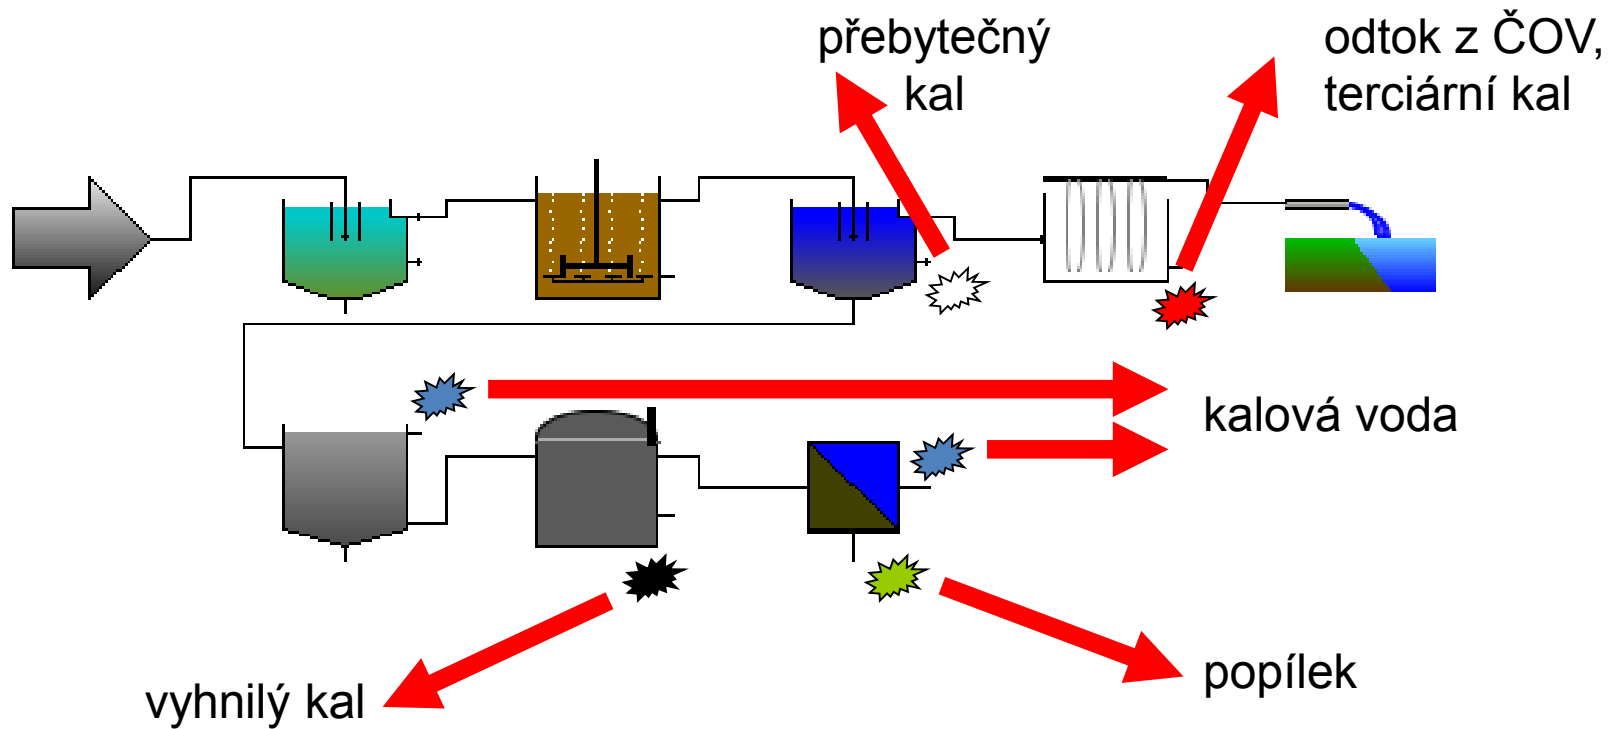 přebytečný
kal
odtok z ČOV,
terciární kal
kalová voda
popílek
vyhnilý kal